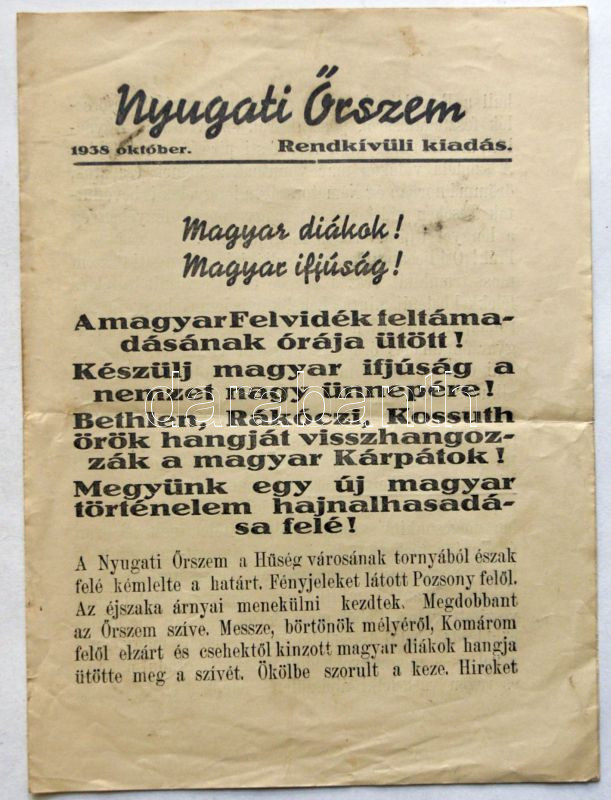 Nyugati Őrszem
1938 október. Rendkívüli kiadás.
Magyar diákok!
Magyar ifjúság!
A magyar Felvidék feltáma-
dásának órája ütött!
Készülj magyar ifjúság a
nemzet nagy ünnepére!
Bethlen, Rákóczi, Kossuth
örök hangját visszhangoz-
zák a magyar Kárpátok!
Megyünk egy új magyar
történelem hajnalhasadá-
sa felé!
A Nyugati Őrszem a Hűség városának tornyából észak
felé kémlelte a határt. Fényjeleket látott Pozsony felől.
Az éjszaka árnyai menekülni kezdtek. Megdobbant
az Őrszem szíve. Messze, börtönök mélyéről, Komárom
felől elzárt és csehektől kinzott magyar diákok hangja
ütötte meg a szívét. Ökölbe szorult a keze. Hireket
darabanth